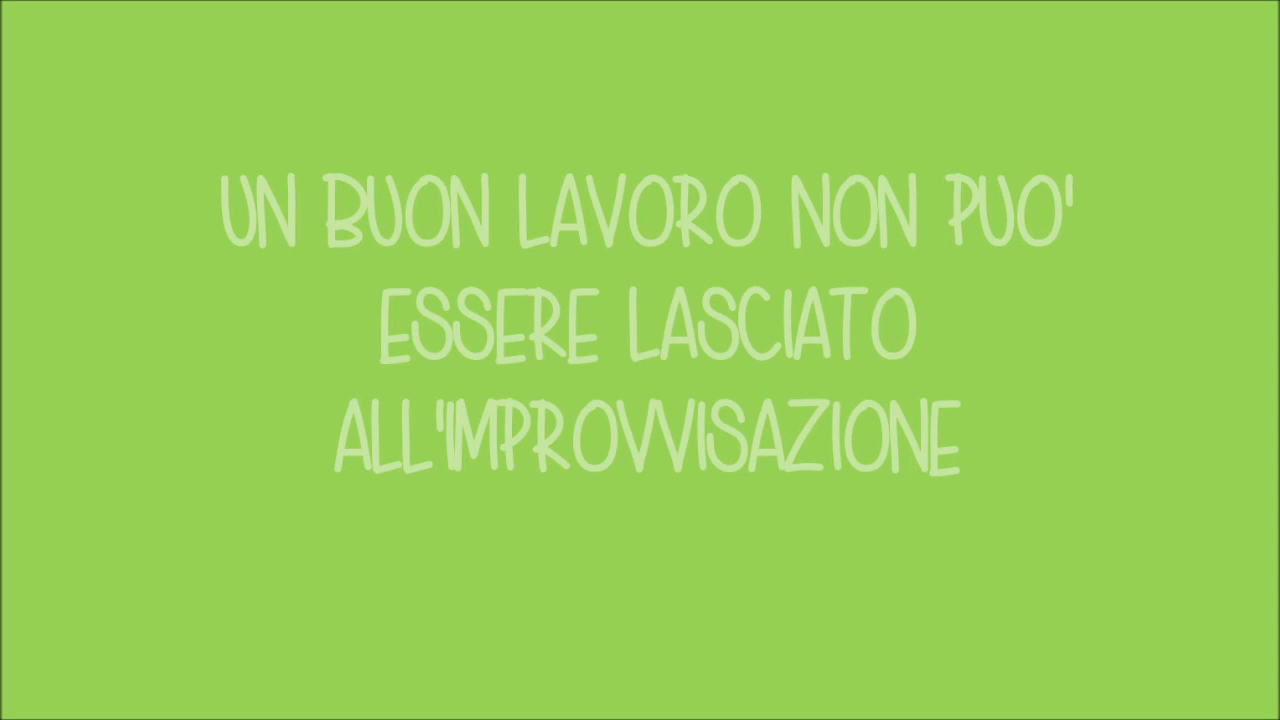 UN BUON LAVORO NON PUO'
ESSERE LASCIATO
ALL'IMPROVVISAZIONE